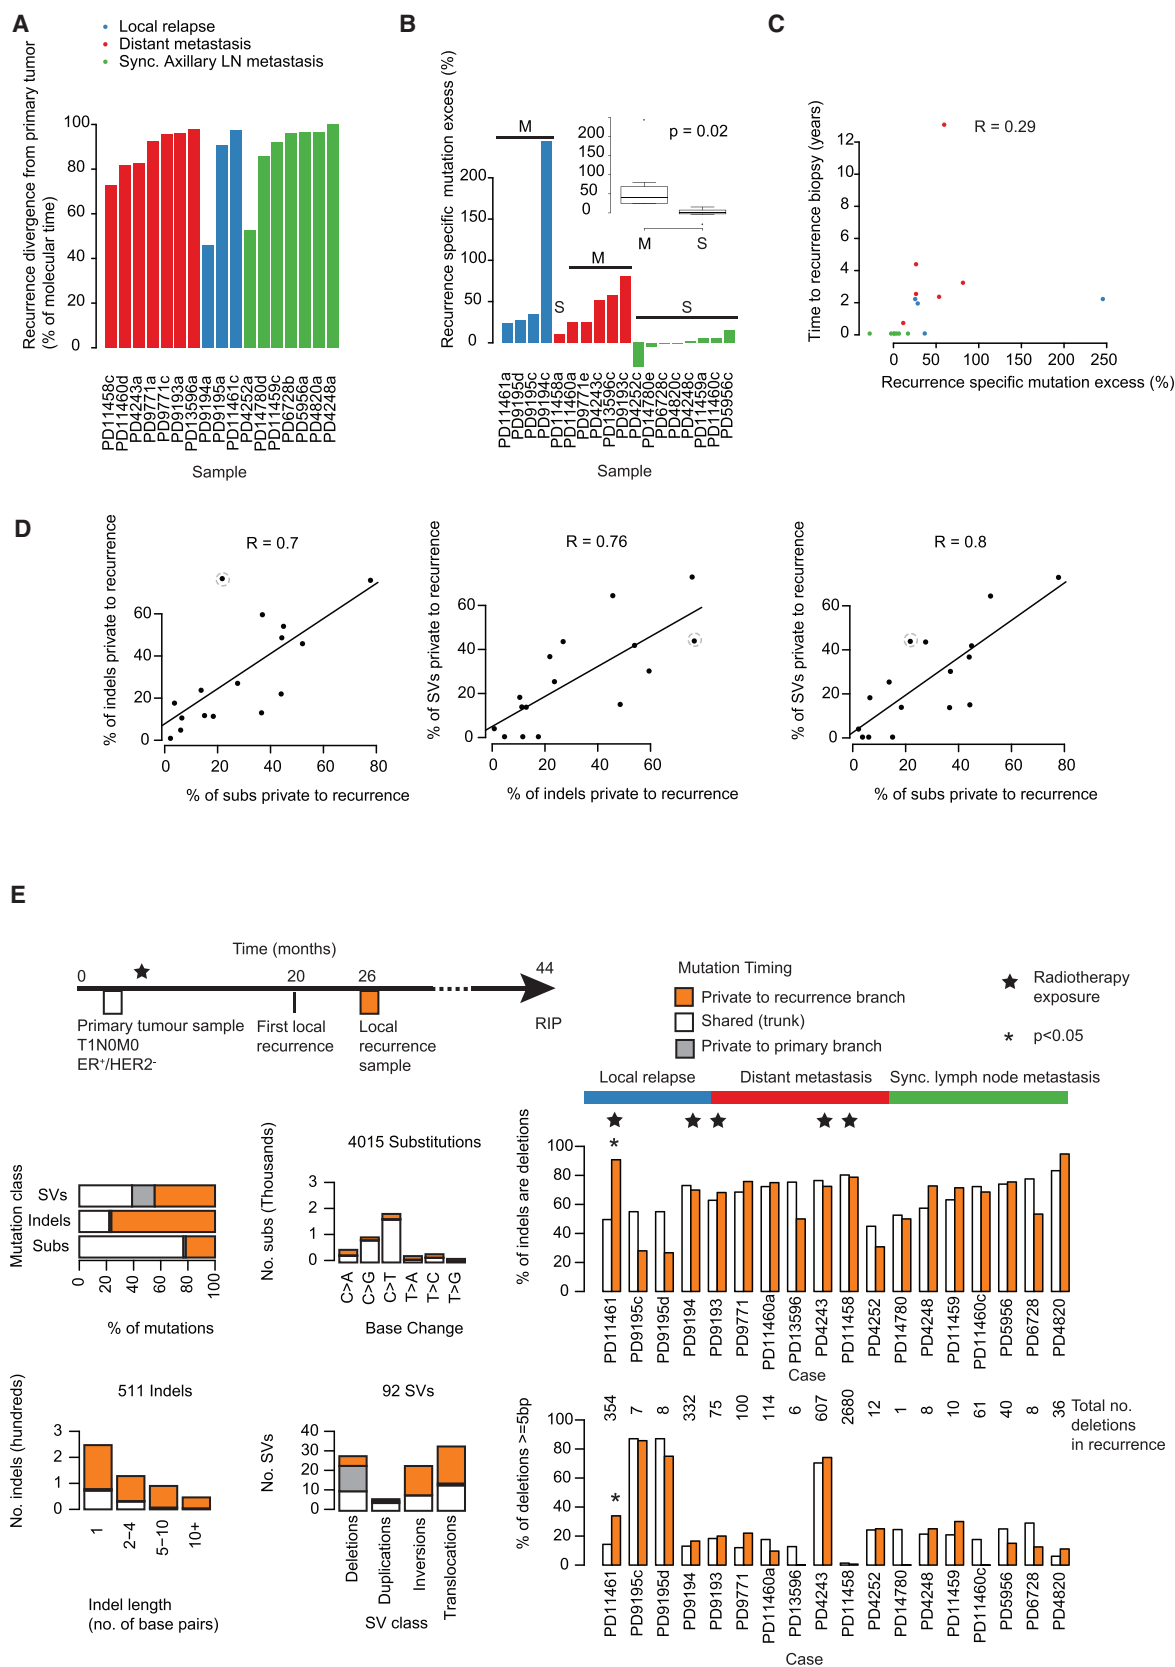 A
Local relapse
Distant metastasis
Sync. Axillary LN metastasis
Recurrence divergence from primary tumor
(% of molecular time)
100
80
60
40
20
0
PD11458c
PD11460d
PD4243a
PD9771a
PD9771c
PD9193a
PD13596a
PD9194a
PD9195a
PD11461c
PD4252a
PD14780d
PD11459c
PD6728b
PD5956a
PD4820a
PD4248a
Sample
B
Recurrence specific mutation excess (%)
200
150
100
50
0
M
S
M
S
250
200
150
100
50
0
p = 0.02
M
S
PD11461a
PD9195d
PD9195c
PD9194c
PD11458a
PD11460a
PD9771e
PD4243c
PD13596c
PD9193c
PD4252c
PD14780e
PD6728c
PD4820c
PD4248c
PD11459a
PD11460c
PD5956c
Sample
C
Time to recurrence biopsy (years)
R = 0.29
12
10
8
6
4
2
0
0 50 100 150 200 250
Recurrence specific mutation excess (%)
D
% of indels private to recurrence
R = 0.7
60
40
20
0
0 20 40 60 80
% of subs private to recurrence
% of SVs private to recurrence
R = 0.76
60
40
20
0
0 20 40 60
% of indels private to recurrence
% of SVs private to recurrence
R = 0.8
60
40
20
0
0 20 40 60 80
% of subs private to recurrence
E
Time (months)
0 20 26 44
Primary tumour sample
T1N0M0
ER+/HER2-
First local
recurrence
Local
recurrence
sample
RIP
Mutation Timing
Private to recurrence branch
Shared (trunk)
Private to primary branch
★ Radiotherapy
exposure
* p<0.05
Mutation class
SVs
Indels
Subs
0 20 40 60 80 100
% of mutations
4015 Substitutions
No. subs (Thousands)
3
2
1
0
C>A
C>G
C>T
T>A
T>C
T>G
Base Change
511 Indels
No. indels (hundreds)
3
2
1
0
1
2–4
5–10
10+
Indel length
(no. of base pairs)
92 SVs
No. SVs
40
30
20
10
0
Deletions
Duplications
Inversions
Translocations
SV class
Local relapse
Distant metastasis
Sync. lymph node metastasis
*
% of indels are deletions
100
80
60
40
20
0
PD11461
PD9195c
PD9195d
PD9194
PD9193
PD9771
PD11460a
PD13596
PD4243
PD11458
PD4252
PD14780
PD4248
PD11459
PD11460c
PD5956
PD6728
PD4820
Case
354 7 8 332 75 100 114 6 607 2680 12 1 8 10 61 40 8 36
Total no.
deletions
in recurrence
% of deletions >=5bp
100
80
60
40
20
0
*
PD11461
PD9195c
PD9195d
PD9194
PD9193
PD9771
PD11460a
PD13596
PD4243
PD11458
PD4252
PD14780
PD4248
PD11459
PD11460c
PD5956
PD6728
PD4820
Case